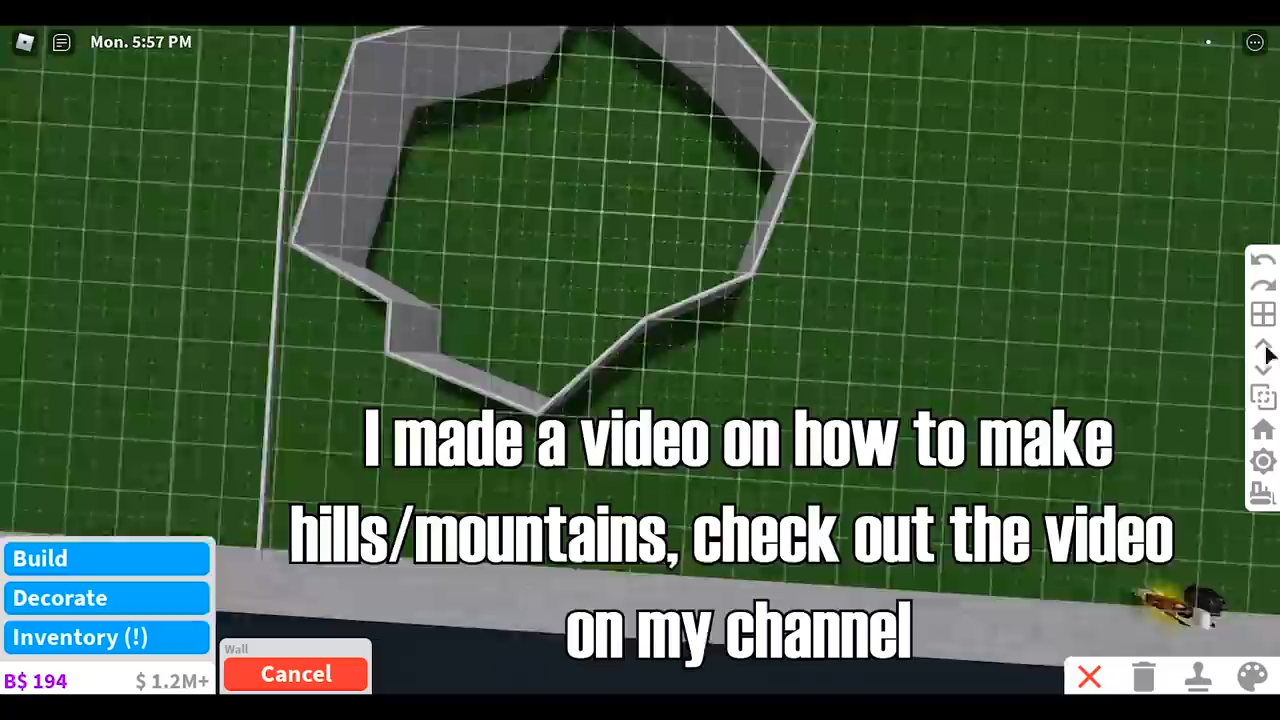 Mon. 5:57 PM
I made a video on how to make
hills/mountains, check out the video
on my channel
Build
Decorate
Inventory (!)
B$ 194
$ 1.2M+
Wall
Cancel